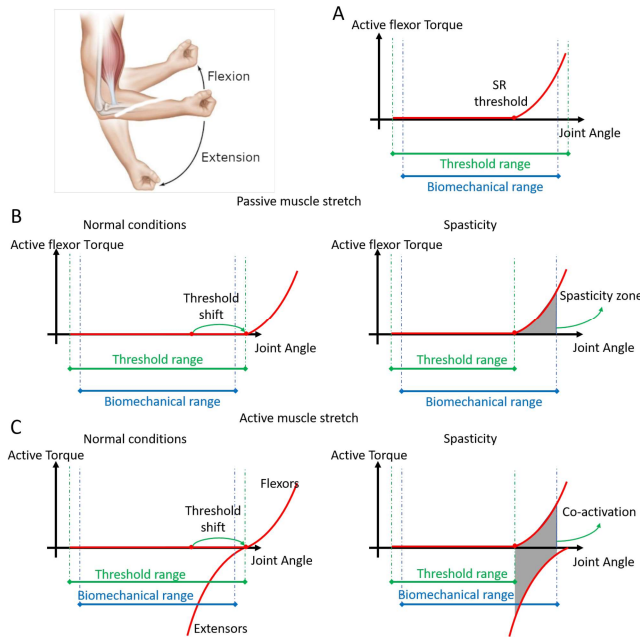 A
Active flexor Torque
Flexion
Extension
SR
threshold
Joint Angle
Threshold range
Biomechanical range
Passive muscle stretch
B
Normal conditions
Spasticity
Active flexor Torque
Threshold
shift
Joint Angle
Threshold range
Biomechanical range
Active flexor Torque
Spasticity zone
Joint Angle
Threshold range
Biomechanical range
Active muscle stretch
C
Normal conditions
Spasticity
Active Torque
Flexors
Threshold
shift
Joint Angle
Threshold range
Biomechanical range
Extensors
Active Torque
Co-activation
Joint Angle
Threshold range
Biomechanical range